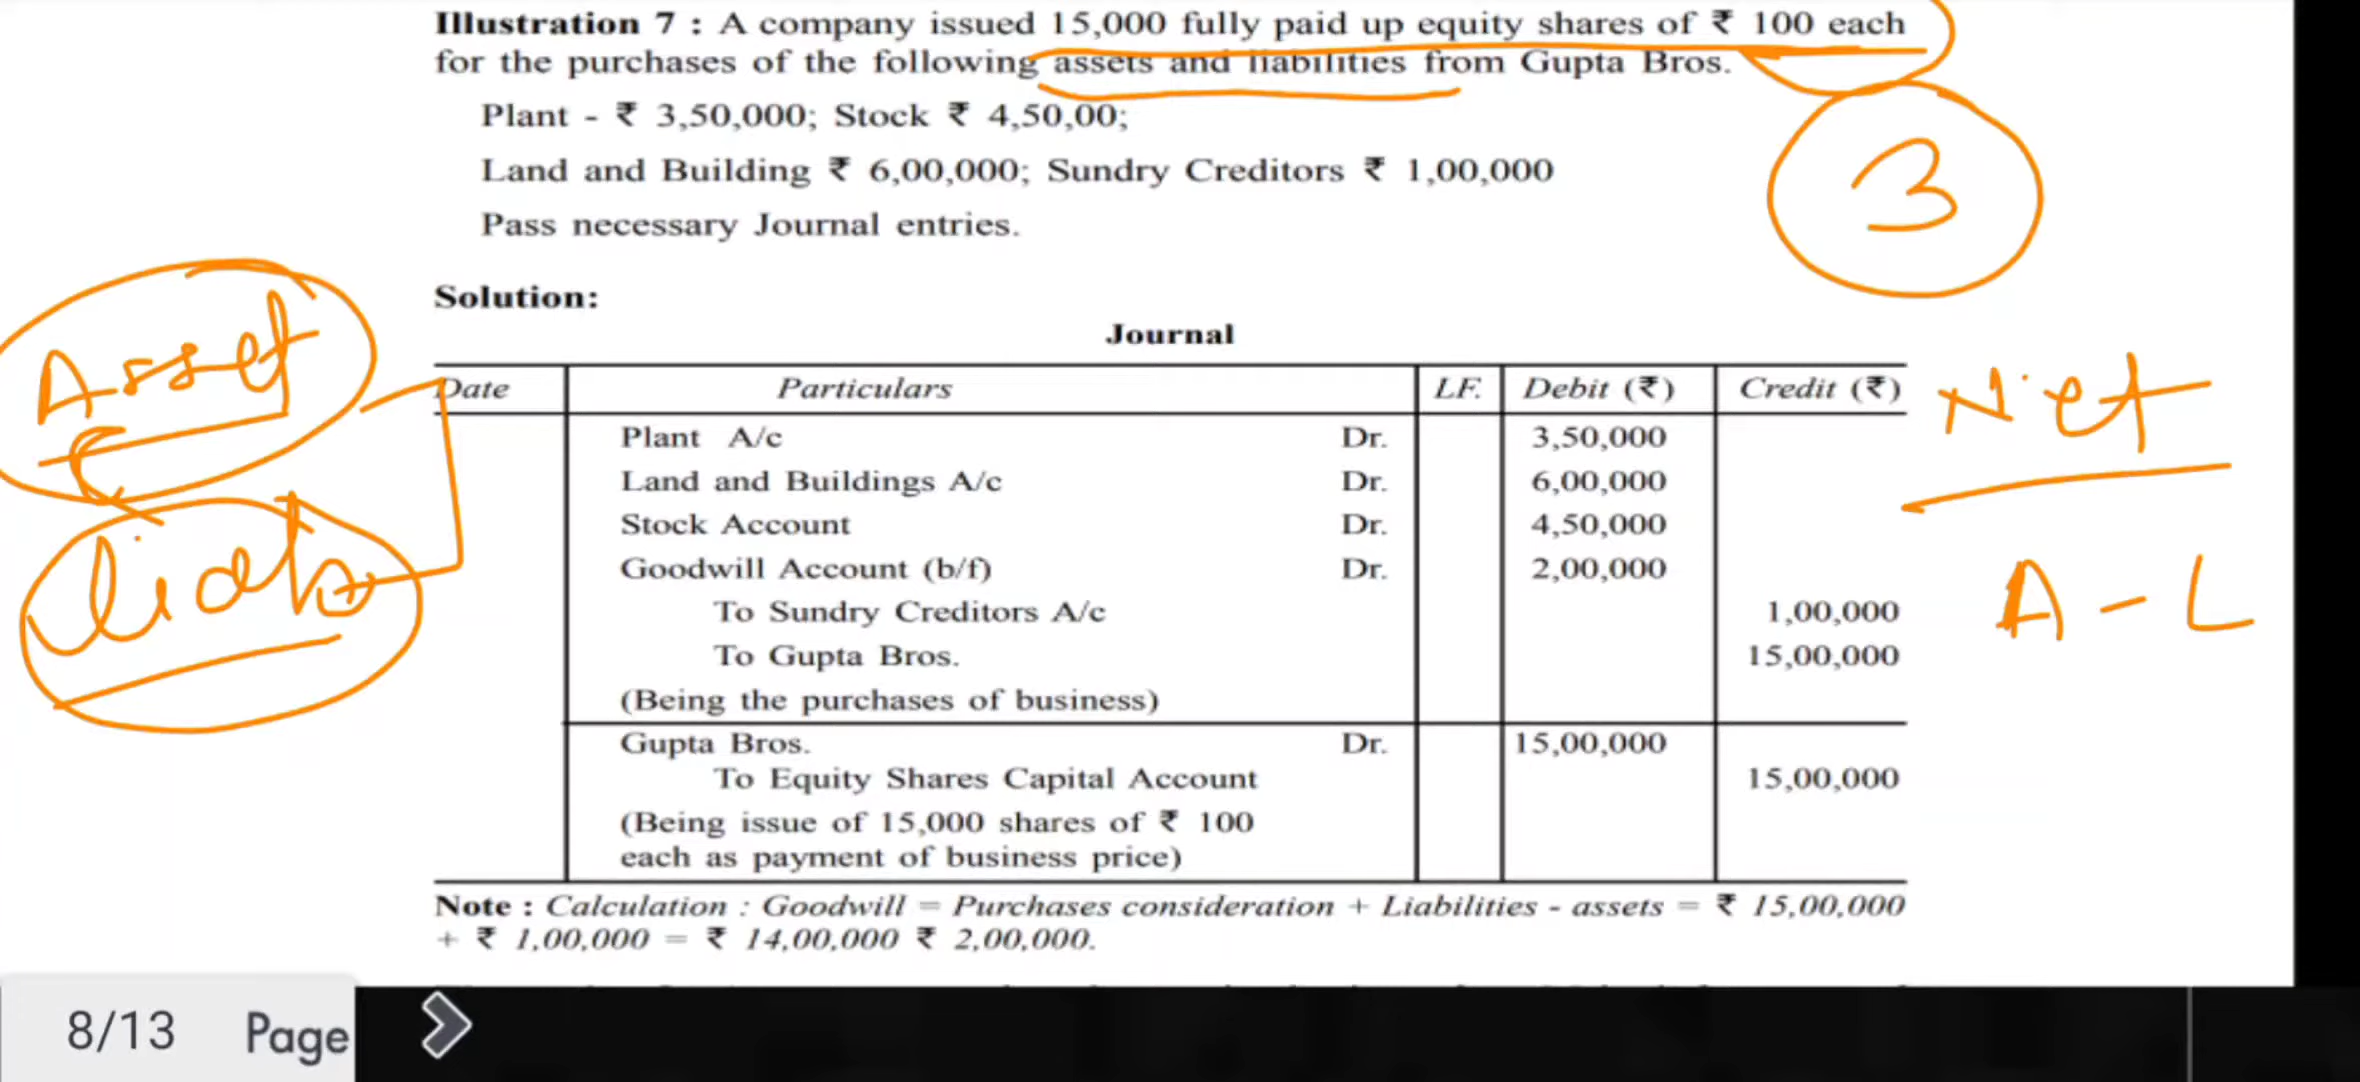 Illustration 7 : A company issued 15,000 fully paid up equity shares of ₹ 100 each
for the purchases of the following assets and liabilities from Gupta Bros.
Plant - ₹ 3,50,000; Stock ₹ 4,50,00;
3
Land and Building ₹ 6,00,000; Sundry Creditors ₹ 1,00,000
Pass necessary Journal entries.
Solution:
Journal
Asset
Date Particulars LF. Debit (₹) Credit (₹)
Net
Plant A/c Dr. 3,50,000
Land and Buildings A/c Dr. 6,00,000
Stock Account Dr. 4,50,000
Goodwill Account (b/f) Dr. 2,00,000
liab
A - L
To Sundry Creditors A/c 1,00,000
To Gupta Bros. 15,00,000
(Being the purchases of business)
Gupta Bros. Dr. 15,00,000
To Equity Shares Capital Account 15,00,000
(Being issue of 15,000 shares of ₹ 100
each as payment of business price)
Note : Calculation : Goodwill = Purchases consideration + Liabilities - assets = ₹ 15,00,000
+ ₹ 1,00,000 = ₹ 14,00,000 ₹ 2,00,000.
8/13 Page